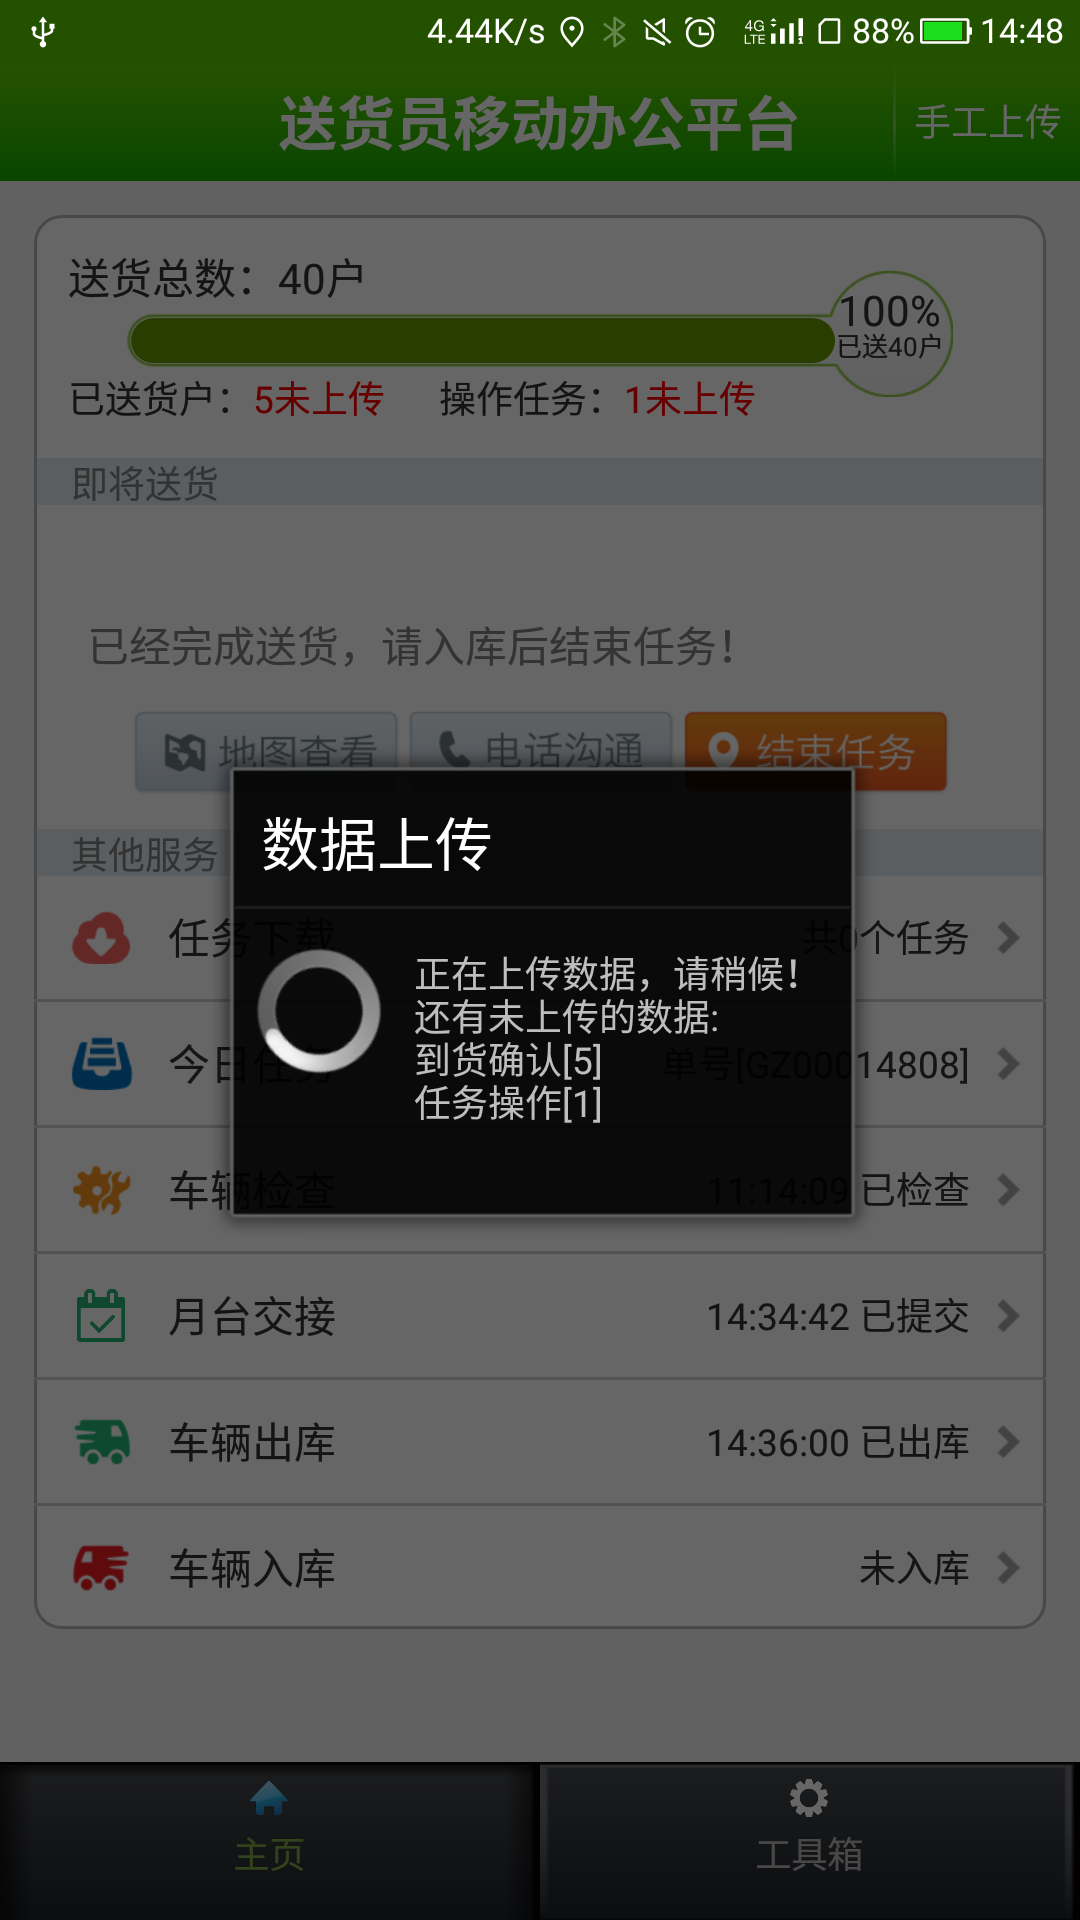 4.44K/s 4G LTE 88% 14:48
送货员移动办公平台
手工上传
送货总数：40户
100%
已送40户
已送货户：5未上传 操作任务：1未上传
即将送货
已经完成送货，请入库后结束任务！
地图查看 电话沟通 结束任务
其他服务
数据上传
正在上传数据，请稍候！
还有未上传的数据:
到货确认[5]
任务操作[1]
任务下载 共0个任务
今日任务 单号[GZ00014808]
车辆检查 11:14:09 已检查
月台交接 14:34:42 已提交
车辆出库 14:36:00 已出库
车辆入库 未入库
主页 工具箱